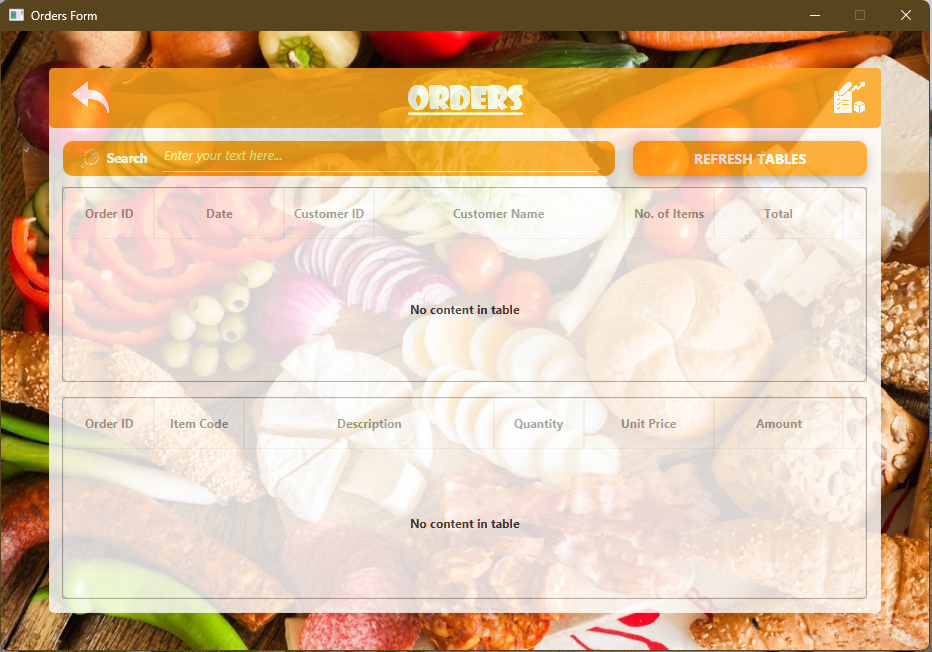 Orders Form
ORDERS
Search Enter your text here...
REFRESH TABLES
Order ID Date Customer ID Customer Name No. of Items Total
No content in table
Order ID Item Code Description Quantity Unit Price Amount
No content in table